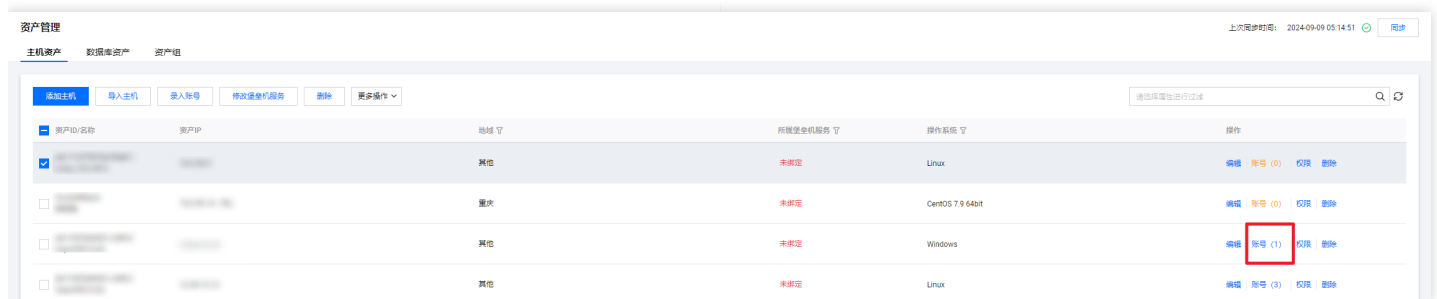 资产管理
上次同步时间: 2024-09-09 05:14:51 同步
主机资产 数据库资产 资产组
添加主机 导入主机 录入账号 修改堡垒机服务 删除 更多操作 请选择属性进行过滤
资产ID/名称 资产IP 地域 所属堡垒机服务 操作系统 操作
其他 未绑定 Linux 编辑 账号 (0) 权限 删除
重庆 未绑定 CentOS 7.9 64bit 编辑 账号 (0) 权限 删除
其他 未绑定 Windows 编辑 账号 (1) 权限 删除
其他 未绑定 Linux 编辑 账号 (3) 权限 删除